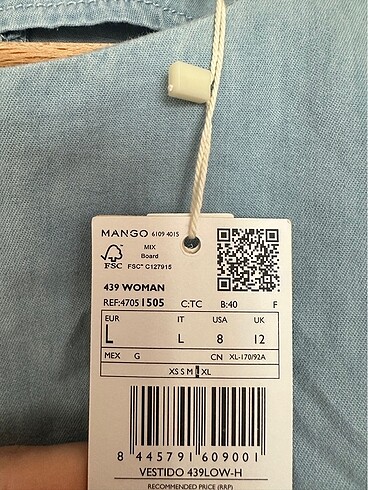 MANGO 6109 4015
MIX
Board
FSC FSC® C127915
439 WOMAN
REF:4705 1505 C:TC B:40 F
EUR IT USA UK
L L 8 12
MEX G CN XL-170/92A
XS S M L XL
8 445791 609001
VESTIDO 439LOW-H
RECOMMENDED PRICE (RRP)